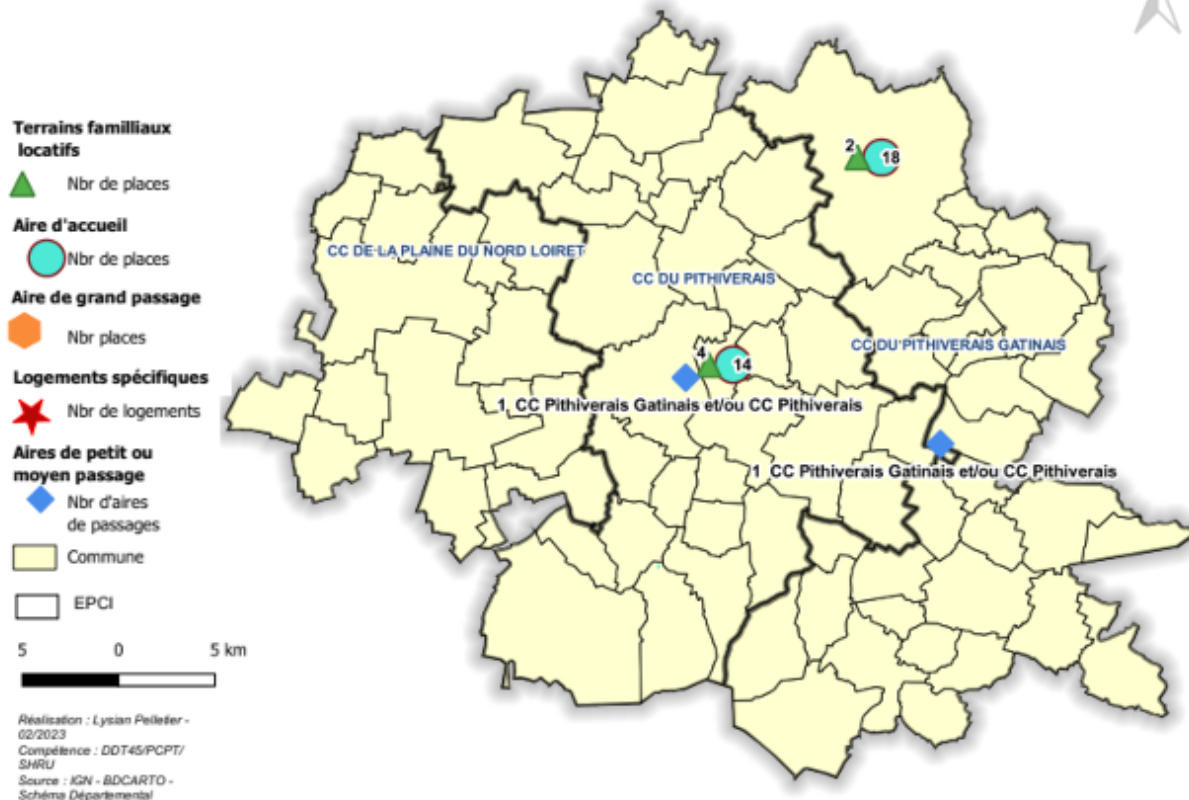 Terrains familliaux
locatifs
Nbr de places
Aire d'accueil
Nbr de places
Aire de grand passage
Nbr places
Logements spécifiques
Nbr de logements
Aires de petit ou
moyen passage
Nbr d'aires
de passages
Commune
EPCI
5 0 5 km
Réalisation : Lysian Pelletier -
02/2023
Compétence : DDT45/PCPT/
SHRU
Source : IGN - BDCARTO -
Schéma Départemental
2 18
CC DE LA PLAINE DU NORD LOIRET
CC DU PITHIVERAIS
CC DU PITHIVERAIS GATINAIS
4 14
1 CC Pithiverais Gatinais et/ou CC Pithiverais
1 CC Pithiverais Gatinais et/ou CC Pithiverais